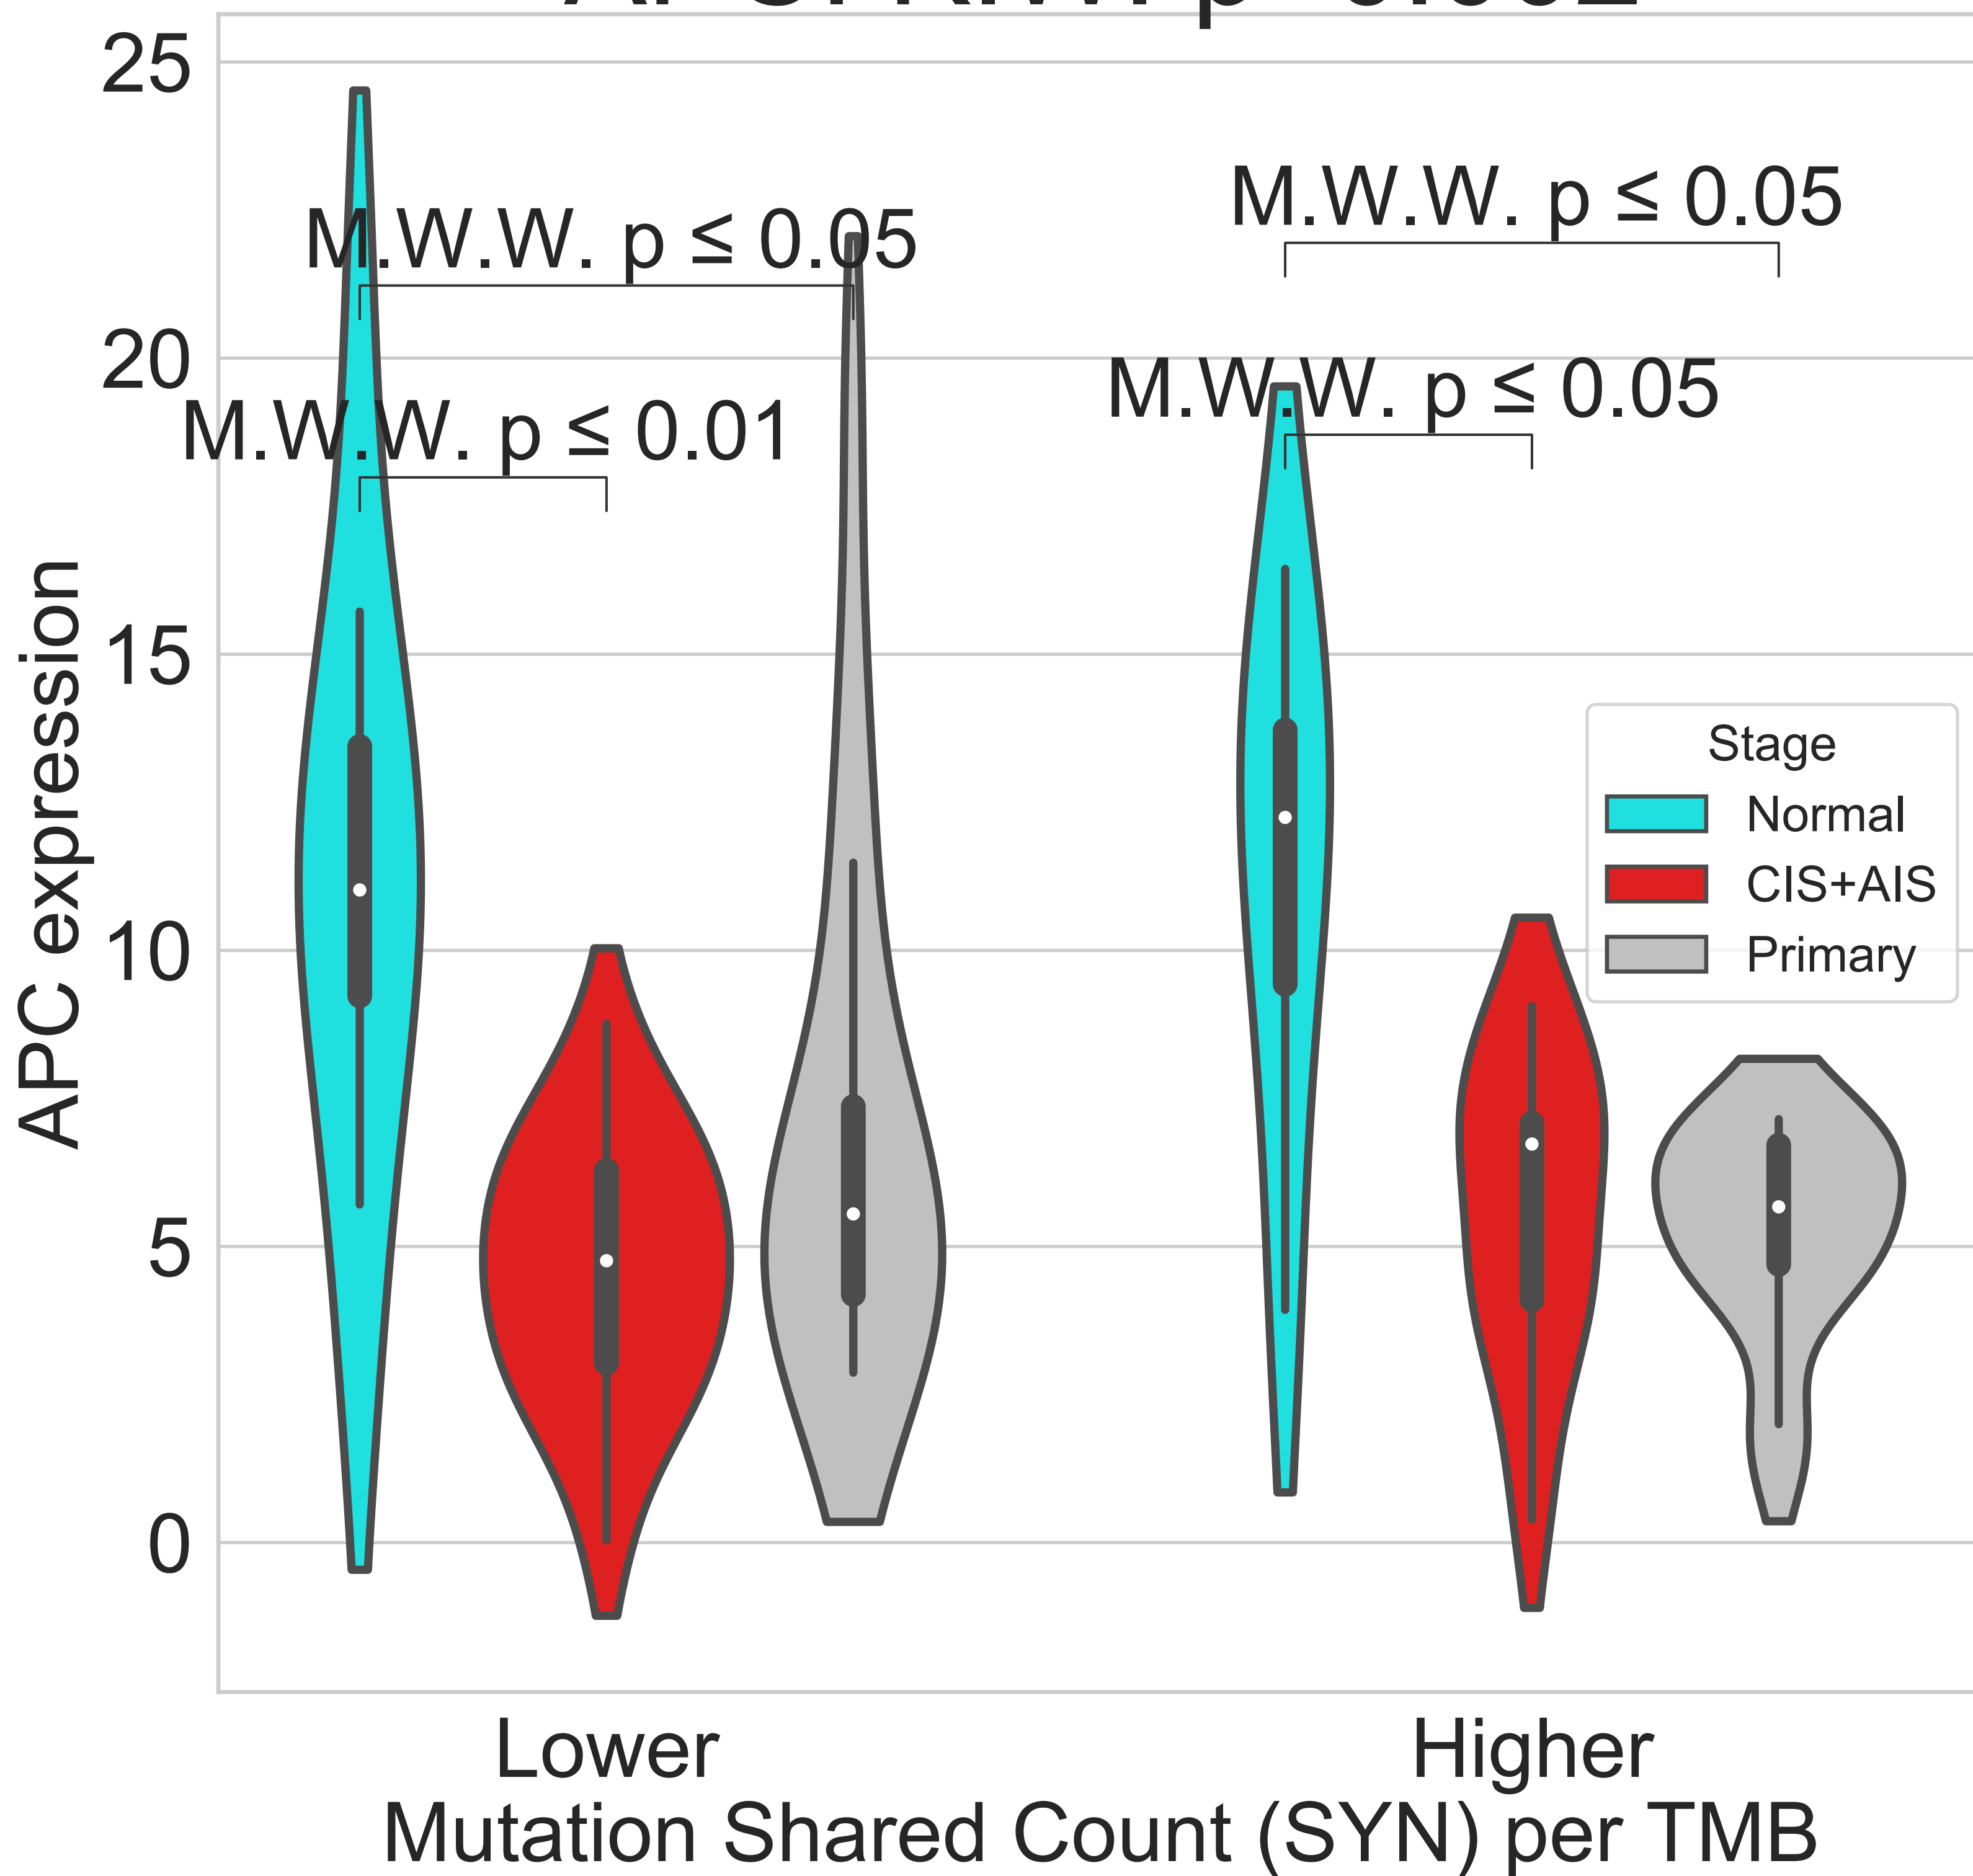 25
20
15
10
5
0
APC expression
M.W.W. p ≤ 0.05
M.W.W. p ≤ 0.01
M.W.W. p ≤ 0.05
M.W.W. p ≤ 0.05
Stage
Normal
CIS+AIS
Primary
Lower
Higher
Mutation Shared Count (SYN) per TMB